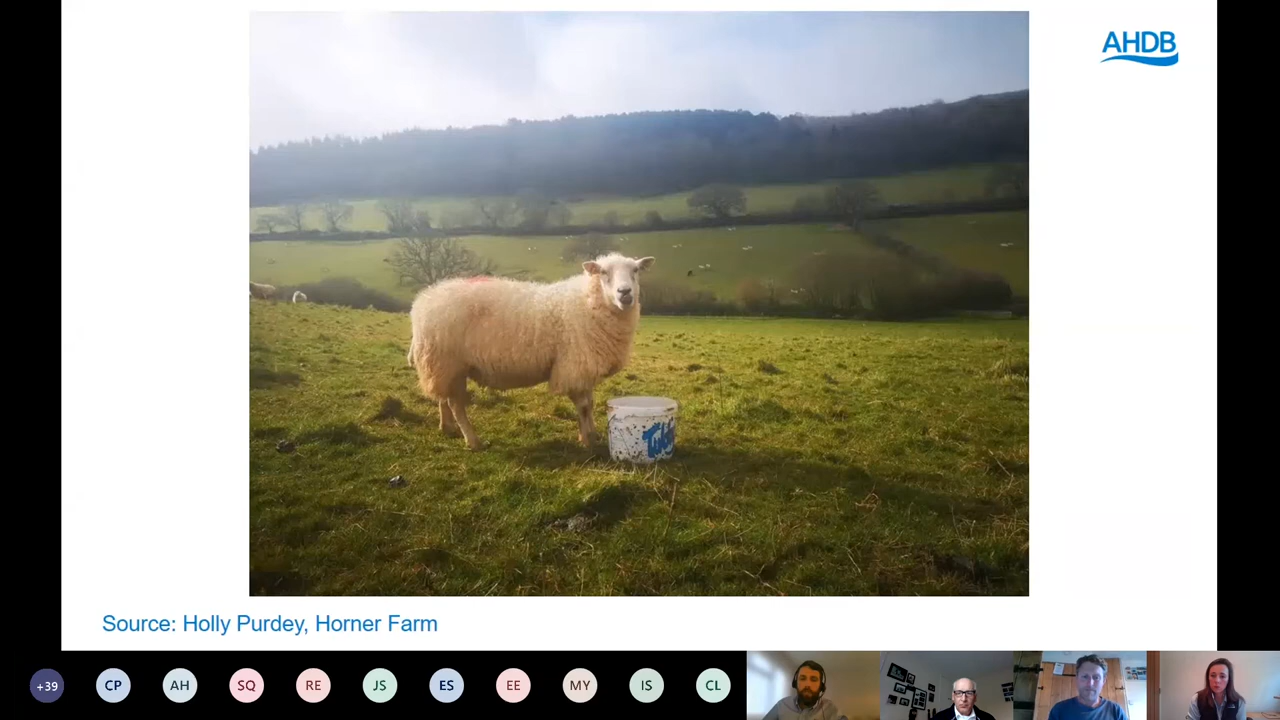 AHDB
Source: Holly Purdey, Horner Farm
+39
CP
AH
SQ
RE
JS
ES
EE
MY
IS
CL